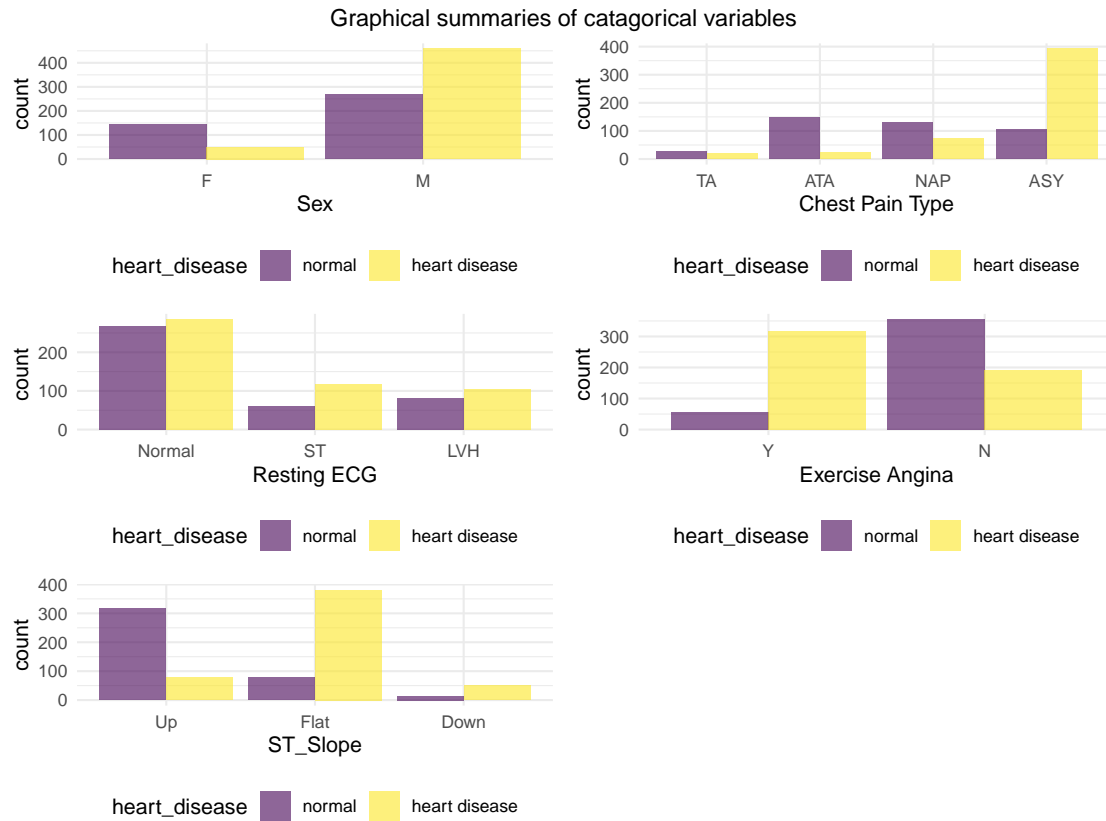 Graphical summaries of catagorical variables
count
400
300
200
100
0
F M
Sex
heart_disease normal heart disease
count
400
300
200
100
0
TA ATA NAP ASY
Chest Pain Type
heart_disease normal heart disease
count
200
100
0
Normal ST LVH
Resting ECG
heart_disease normal heart disease
count
300
200
100
0
Y N
Exercise Angina
heart_disease normal heart disease
count
400
300
200
100
0
Up Flat Down
ST_Slope
heart_disease normal heart disease